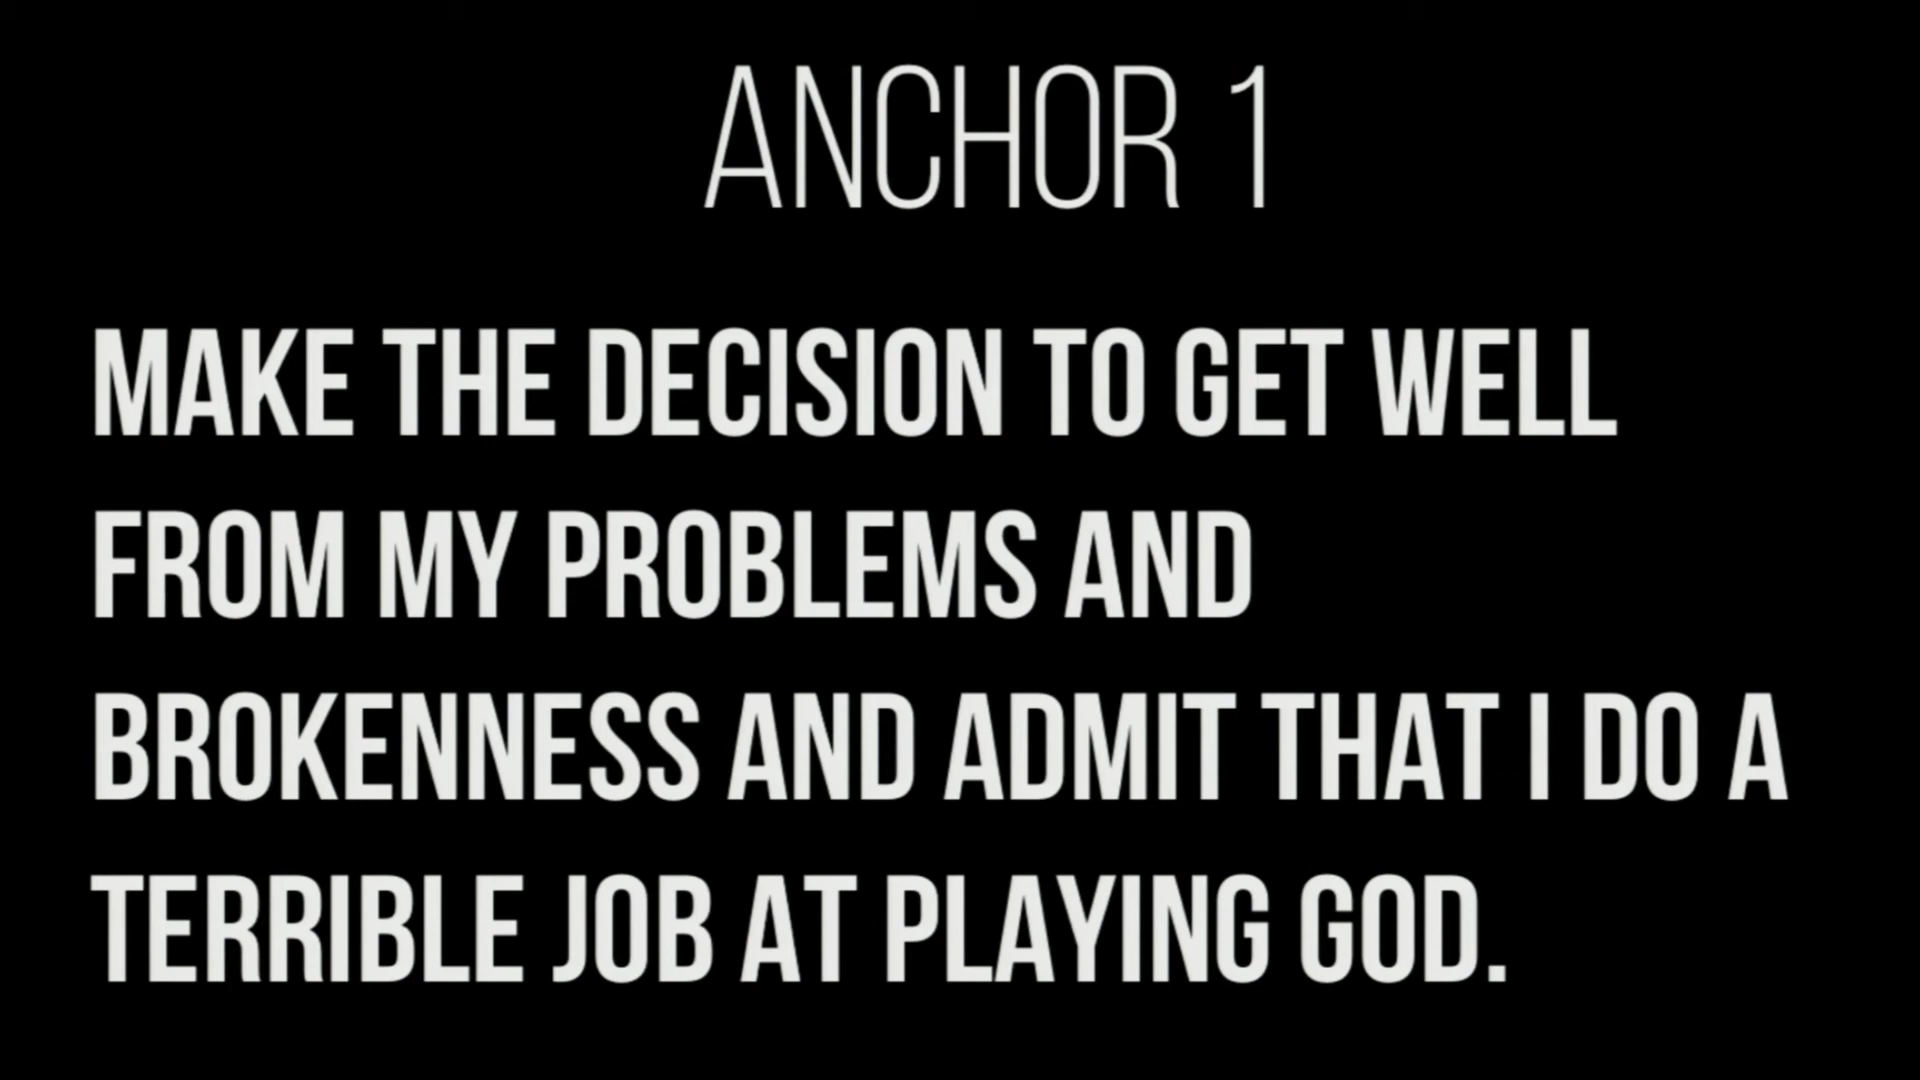 ANCHOR 1
MAKE THE DECISION TO GET WELL
FROM MY PROBLEMS AND
BROKENNESS AND ADMIT THAT I DO A
TERRIBLE JOB AT PLAYING GOD.